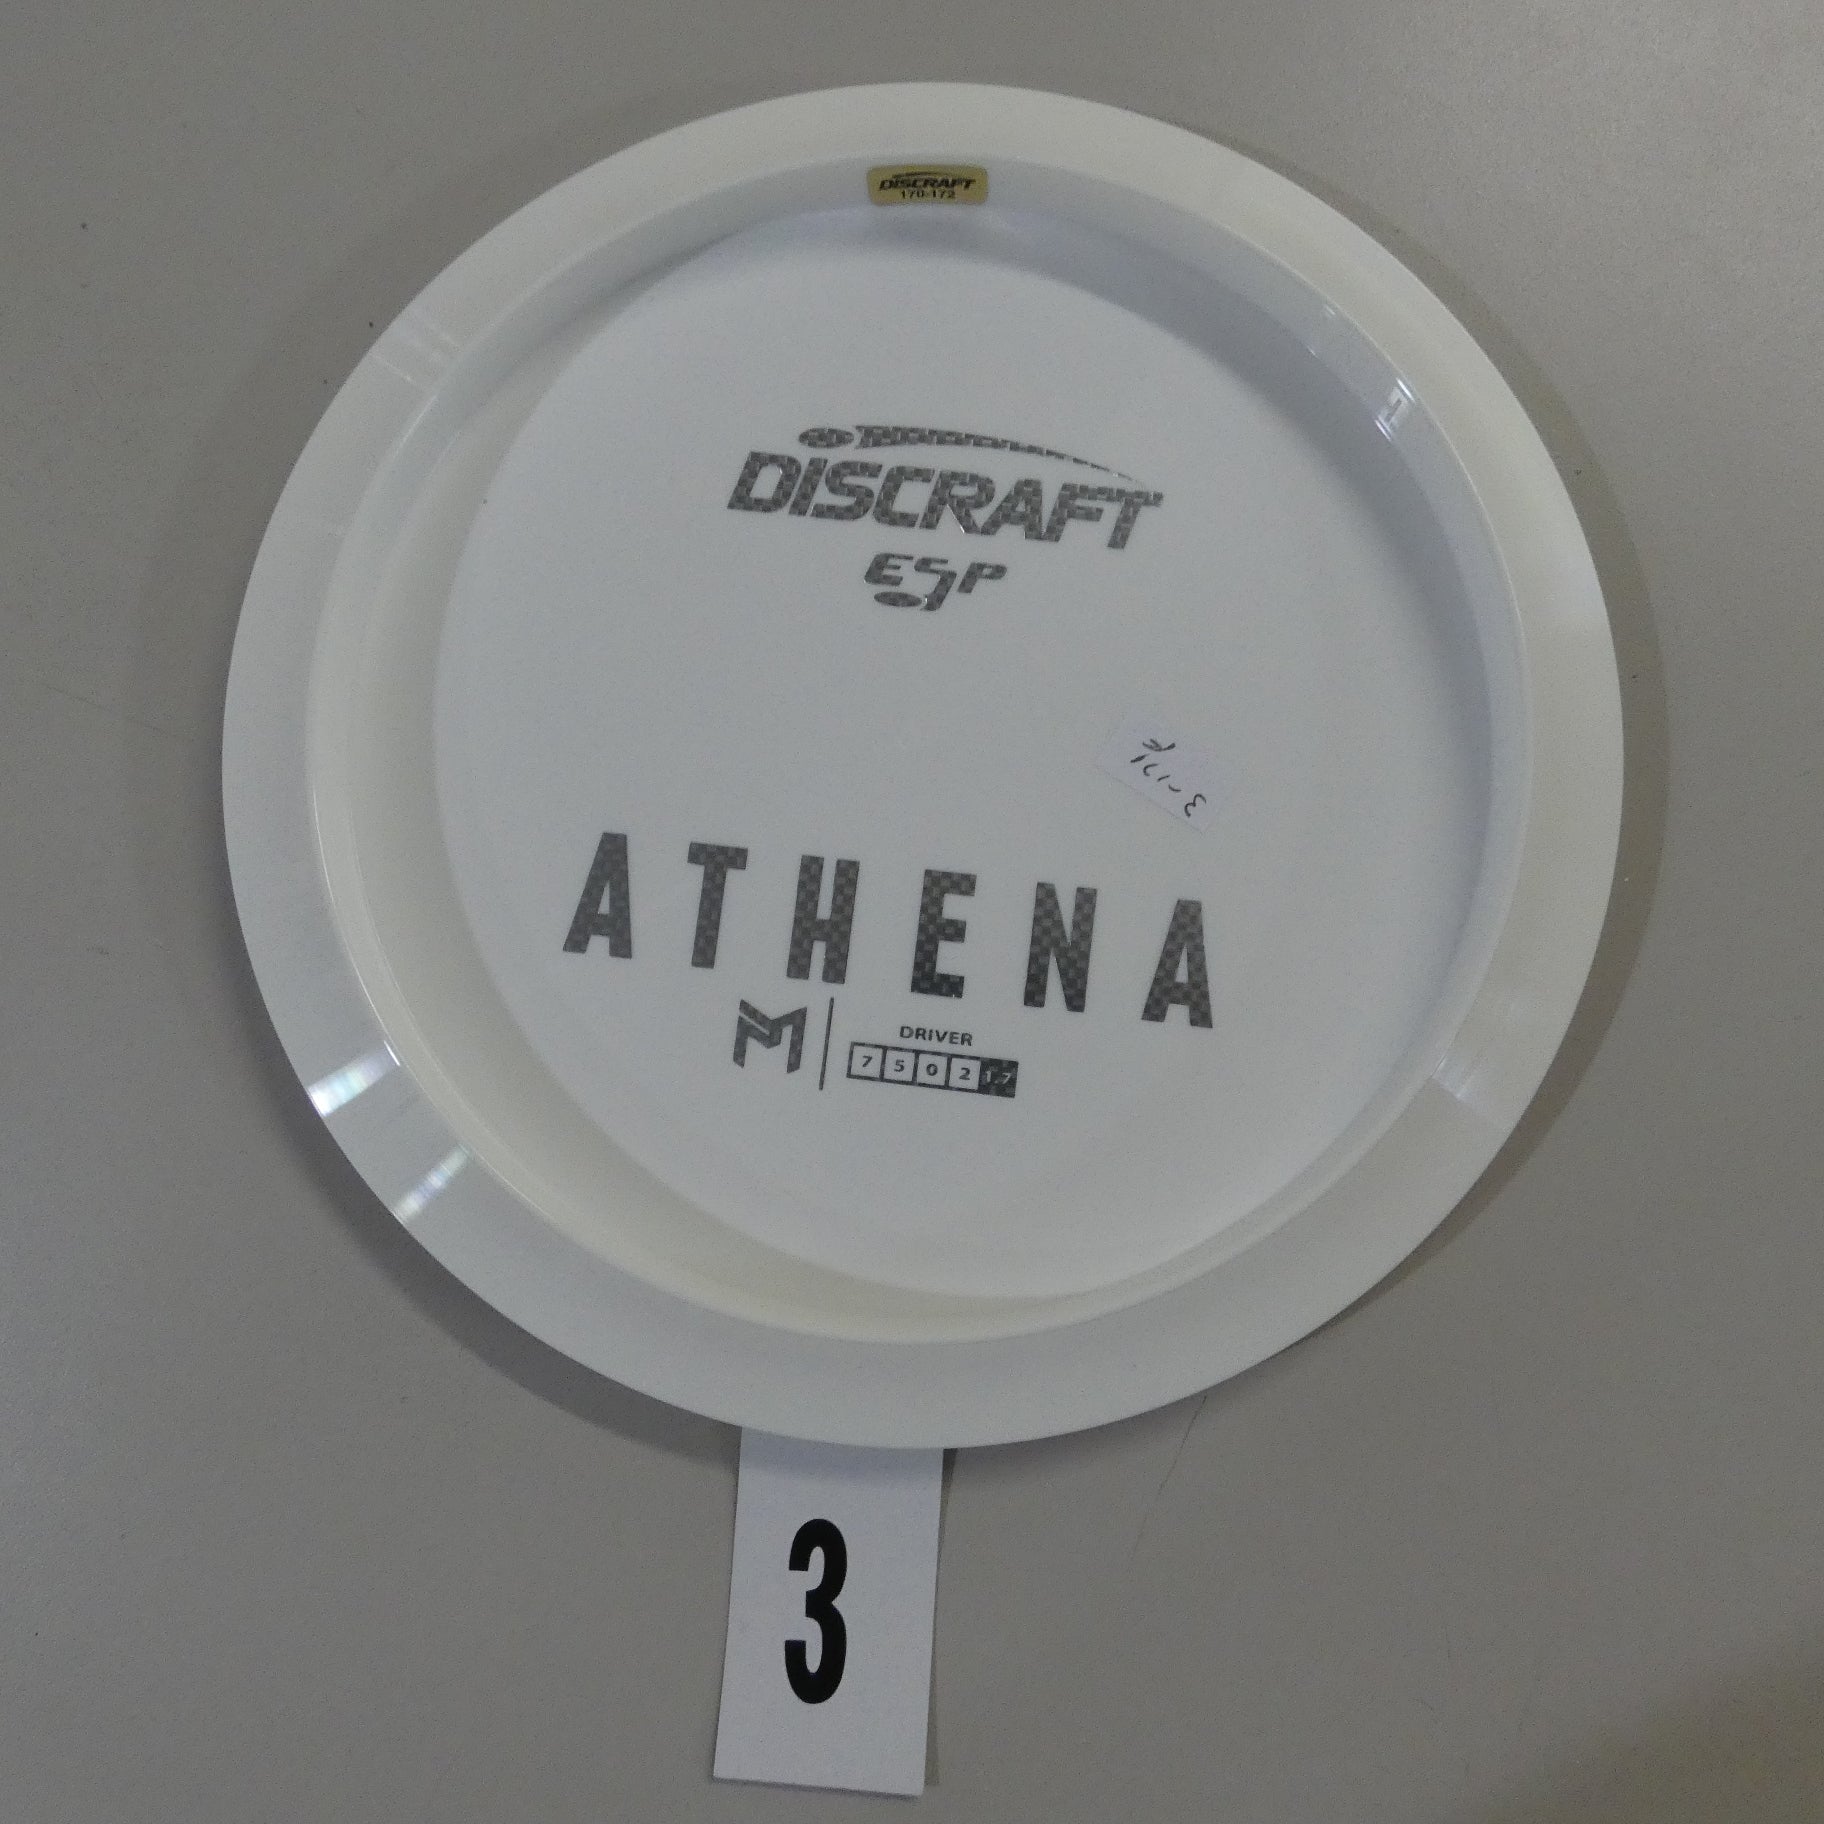 DISCRAFT
170-172
DISCRAFT
ESP
ATHENA
DRIVER
7 5 0 2 1.7
3